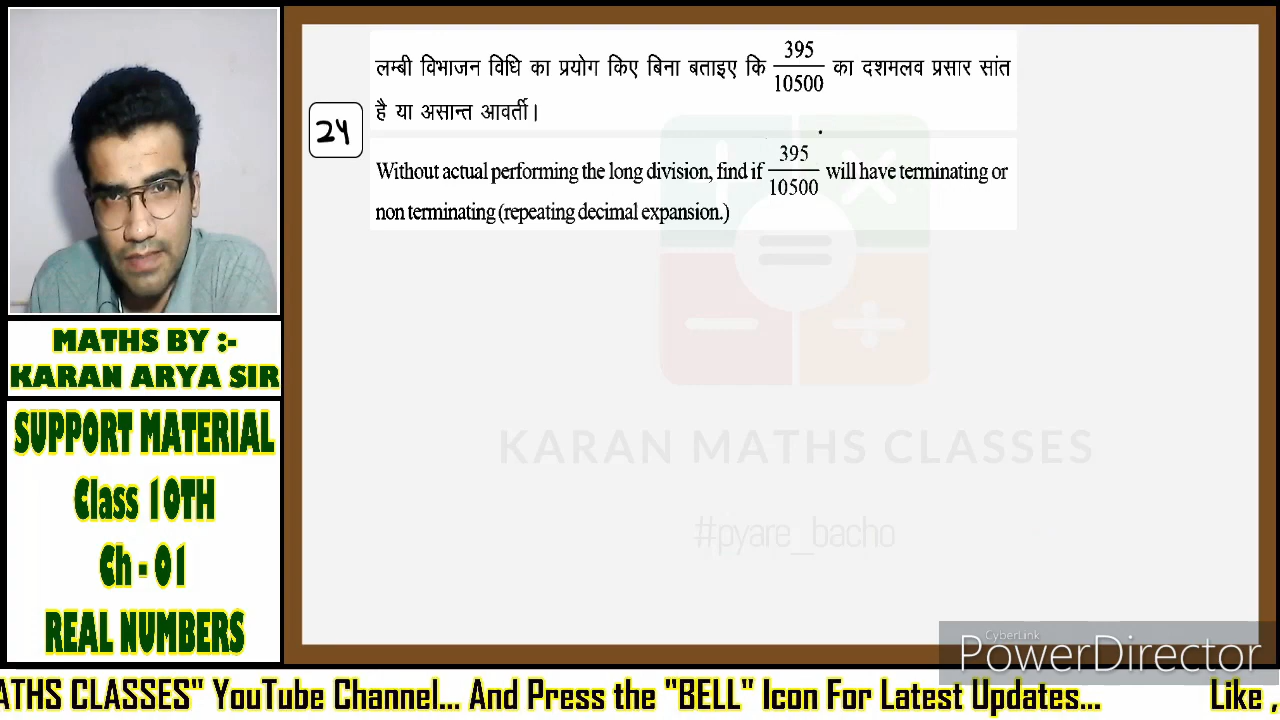 लम्बी विभाजन विधि का प्रयोग किए बिना बताइए कि 395/10500 का दशमलव प्रसार सांत
है या असान्त आवर्ती।
24
Without actual performing the long division, find if 395/10500 will have terminating or
non terminating (repeating decimal expansion.)
MATHS BY :-
KARAN ARYA SIR
SUPPORT MATERIAL
Class 10TH
Ch - 01
REAL NUMBERS
KARAN MATHS CLASSES
#pyare_bacho
CyberLink
PowerDirector
ATHS CLASSES" YouTube Channel... And Press the "BELL" Icon For Latest Updates... Like ,